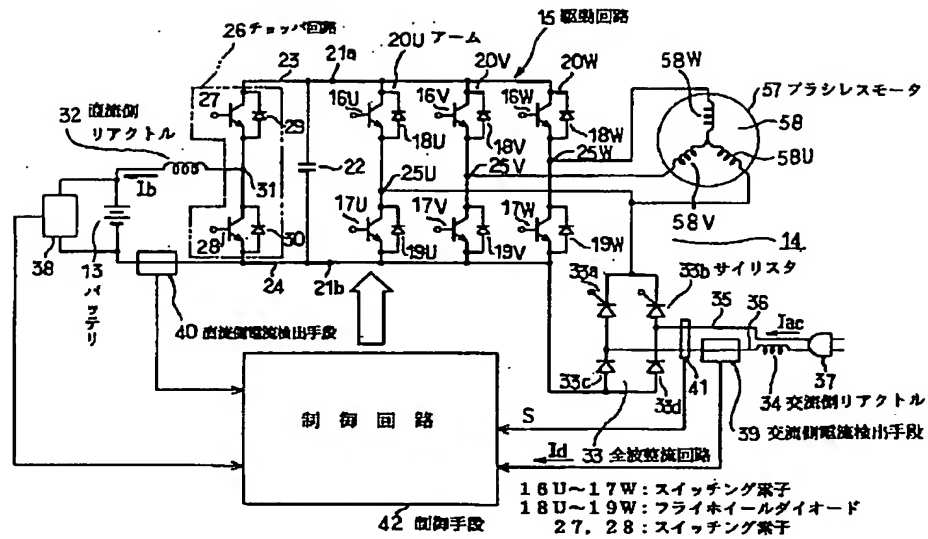 26 チョッパ回路
15 駆動回路
20U アーム
20V
20W
23
21a
58W
57 ブラシレスモータ
32 直流側
リアクトル
27
29
16U
16V
16W
18U
18V
18W
22
25U
25V
25W
58
58U
58V
Ib
31
38
28
30
17U
17V
17W
19U
19V
19W
14
13 バッテリ
24
21b
33a
33b サイリスタ
35
36
Iac
37
40 直流側電流検出手段
33c
33d
41
34 交流側リアクトル
39 交流側電流検出手段
制御回路
S
Id
33 全波整流回路
42 制御手段
16U～17W：スイッチング素子
18U～19W：フライホイールダイオード
27，28：スイッチング素子